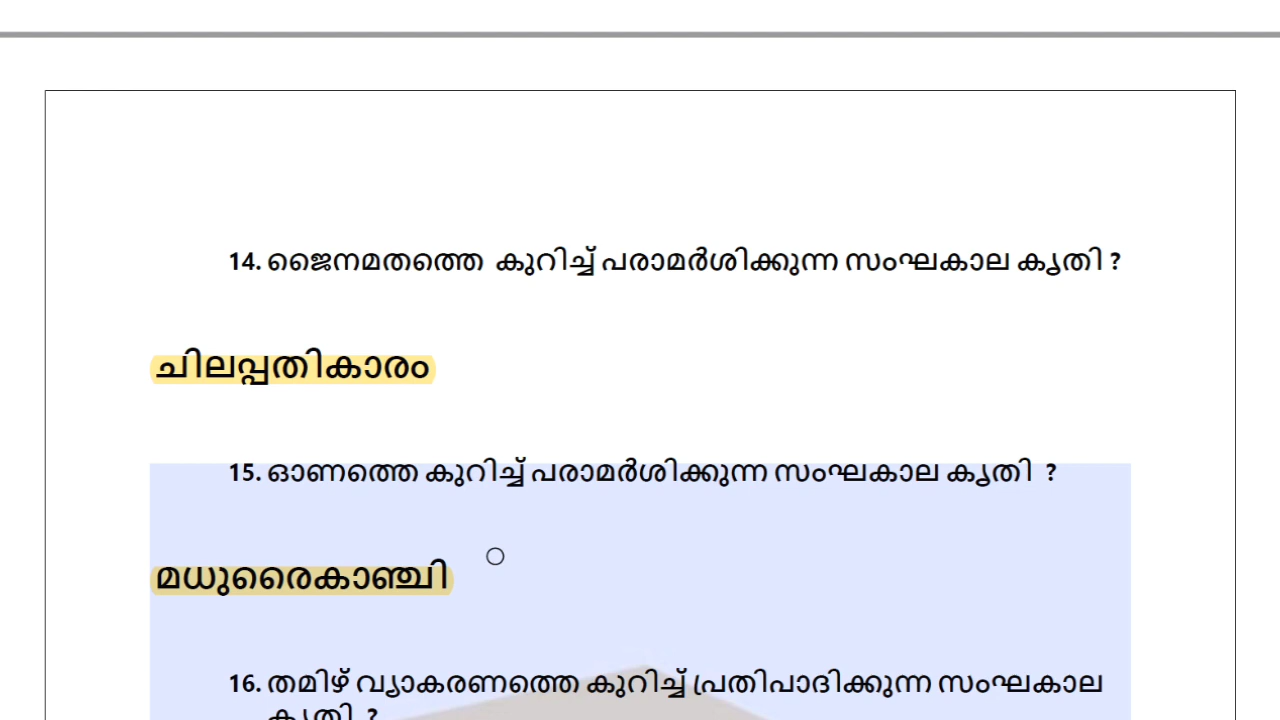 14. ജൈനമതത്തെ കുറിച്ച് പരാമർശിക്കുന്ന സംഘകാല കൃതി ?
ചിലപ്പതികാരം
15. ഓണത്തെ കുറിച്ച് പരാമർശിക്കുന്ന സംഘകാല കൃതി ?
മധുരൈകാഞ്ചി
16. തമിഴ് വ്യാകരണത്തെ കുറിച്ച് പ്രതിപാദിക്കുന്ന സംഘകാല
കൃതി ?